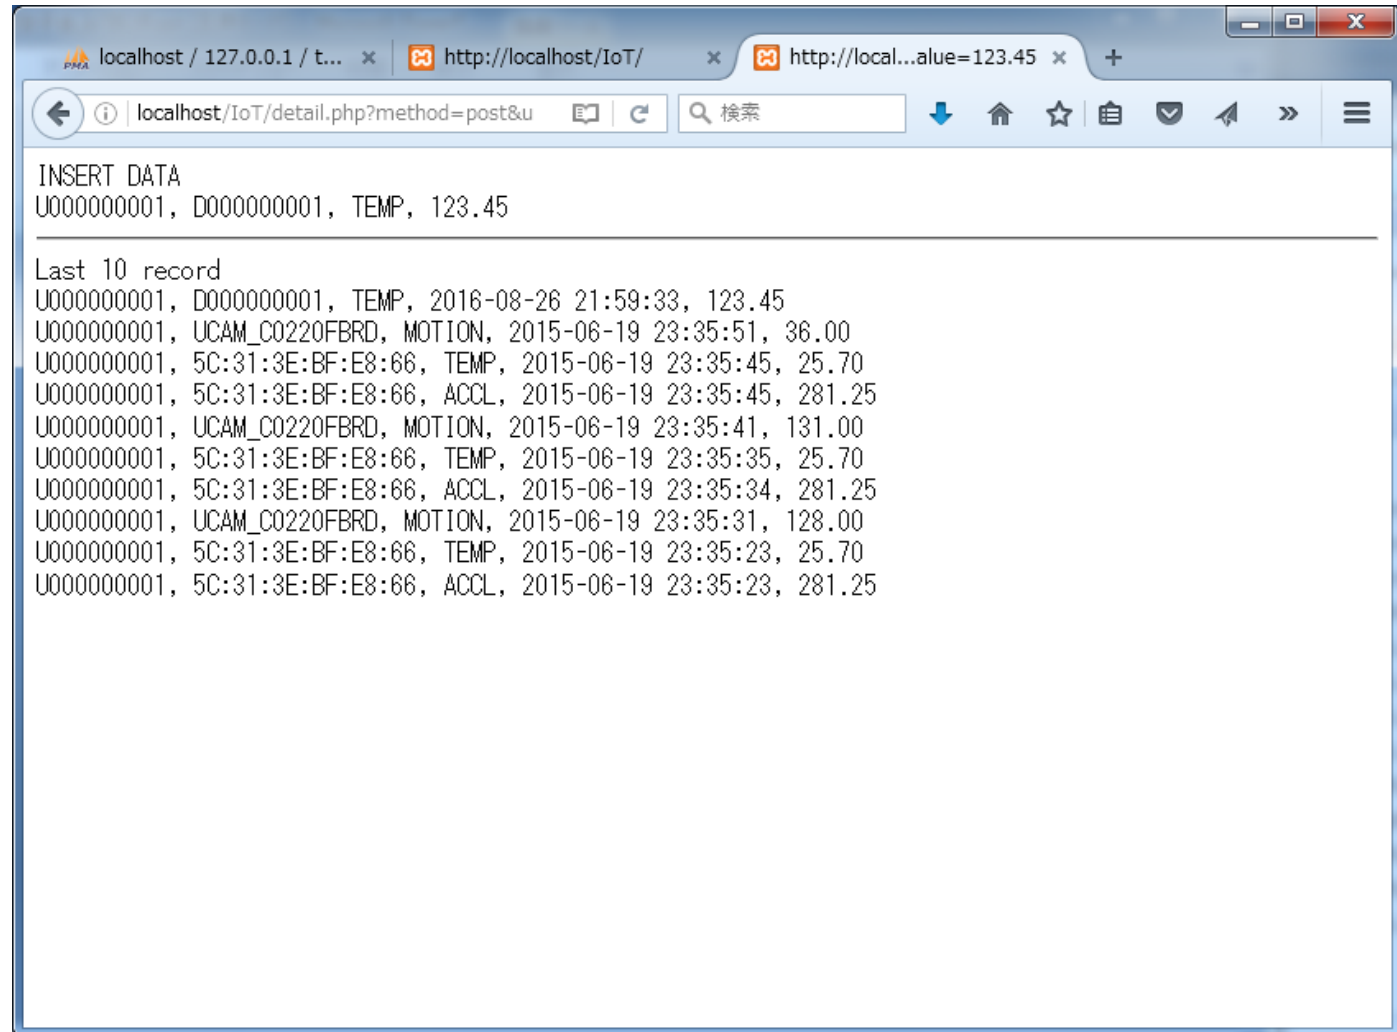 localhost / 127.0.0.1 / t... × http://localhost/IoT/ × http://local...alue=123.45 × +
localhost/IoT/detail.php?method=post&u 検索
INSERT DATA
U000000001, D000000001, TEMP, 123.45
Last 10 record
U000000001, D000000001, TEMP, 2016-08-26 21:59:33, 123.45
U000000001, UCAM_C0220FBRD, MOTION, 2015-06-19 23:35:51, 36.00
U000000001, 5C:31:3E:BF:E8:66, TEMP, 2015-06-19 23:35:45, 25.70
U000000001, 5C:31:3E:BF:E8:66, ACCL, 2015-06-19 23:35:45, 281.25
U000000001, UCAM_C0220FBRD, MOTION, 2015-06-19 23:35:41, 131.00
U000000001, 5C:31:3E:BF:E8:66, TEMP, 2015-06-19 23:35:35, 25.70
U000000001, 5C:31:3E:BF:E8:66, ACCL, 2015-06-19 23:35:34, 281.25
U000000001, UCAM_C0220FBRD, MOTION, 2015-06-19 23:35:31, 128.00
U000000001, 5C:31:3E:BF:E8:66, TEMP, 2015-06-19 23:35:23, 25.70
U000000001, 5C:31:3E:BF:E8:66, ACCL, 2015-06-19 23:35:23, 281.25